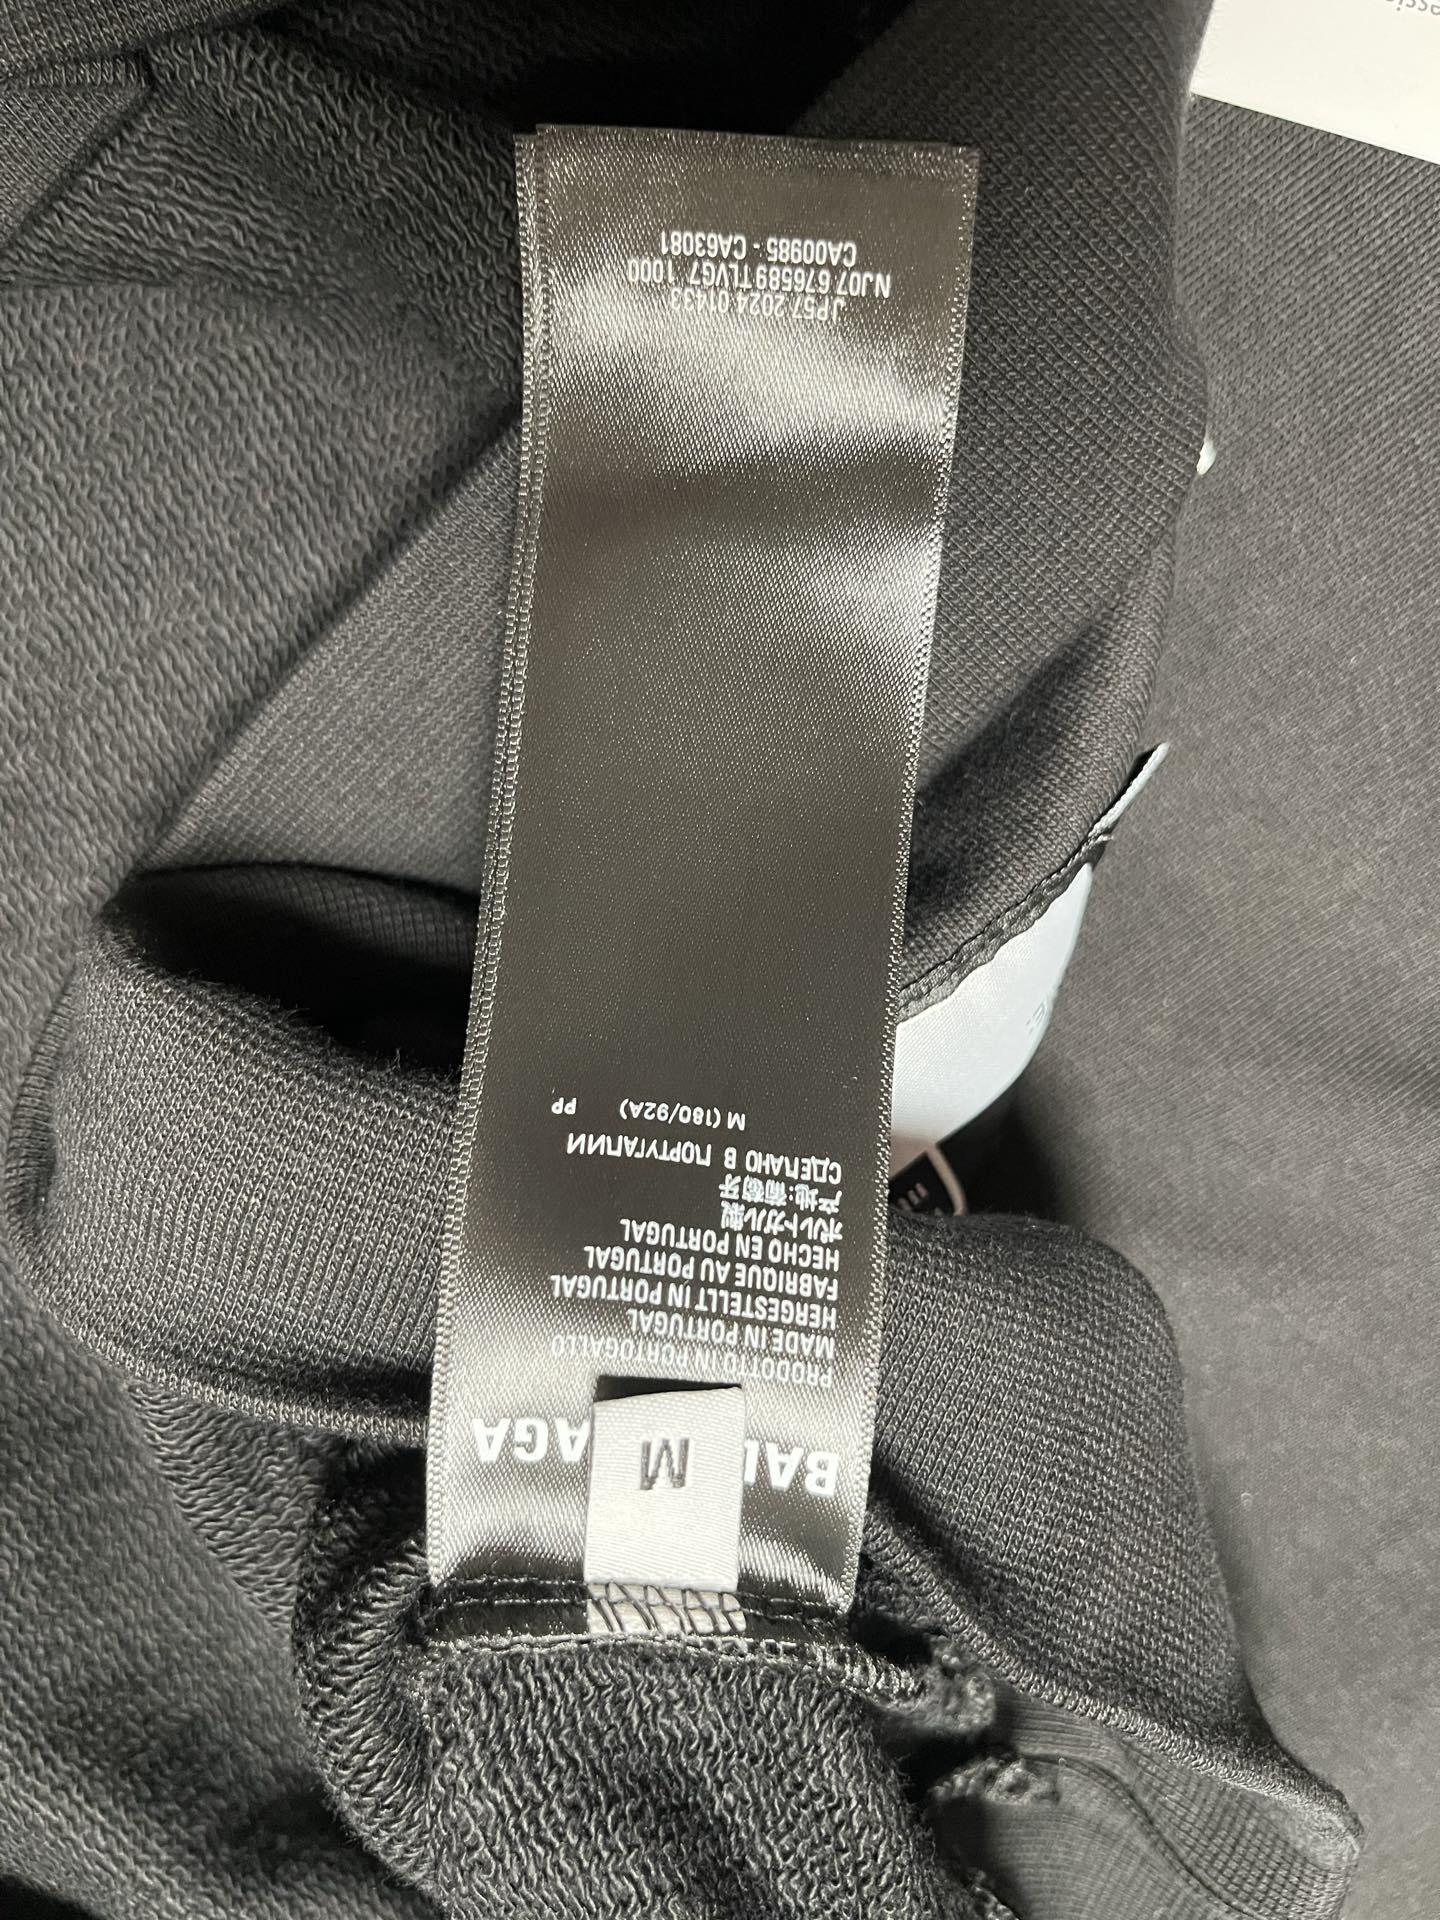 BAL AGA
M
PRODOTTO IN PORTOGALLO
MADE IN PORTUGAL
HERGESTELLT IN PORTUGAL
FABRIQUE AU PORTUGAL
HECHO EN PORTUGAL
ポルトガル製
产地:葡萄牙
СДЕЛАНО В ПОРТУГАЛИИ
M (180/92A) PP
JP57 2024 01433
NJ07 676589TLVG7 1000
CA00985 - CA63081